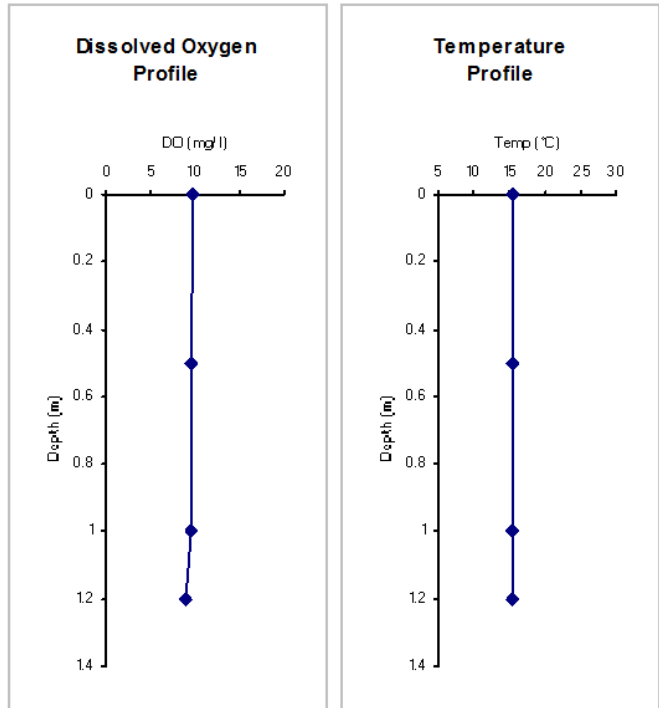 Dissolved Oxygen
Profile
DO (mg/l)
0 5 10 15 20
0
0.2
0.4
0.6
0.8
1
1.2
1.4
Depth (m)
Temperature
Profile
Temp (°C)
5 10 15 20 25 30
0
0.2
0.4
0.6
0.8
1
1.2
1.4
Depth (m)